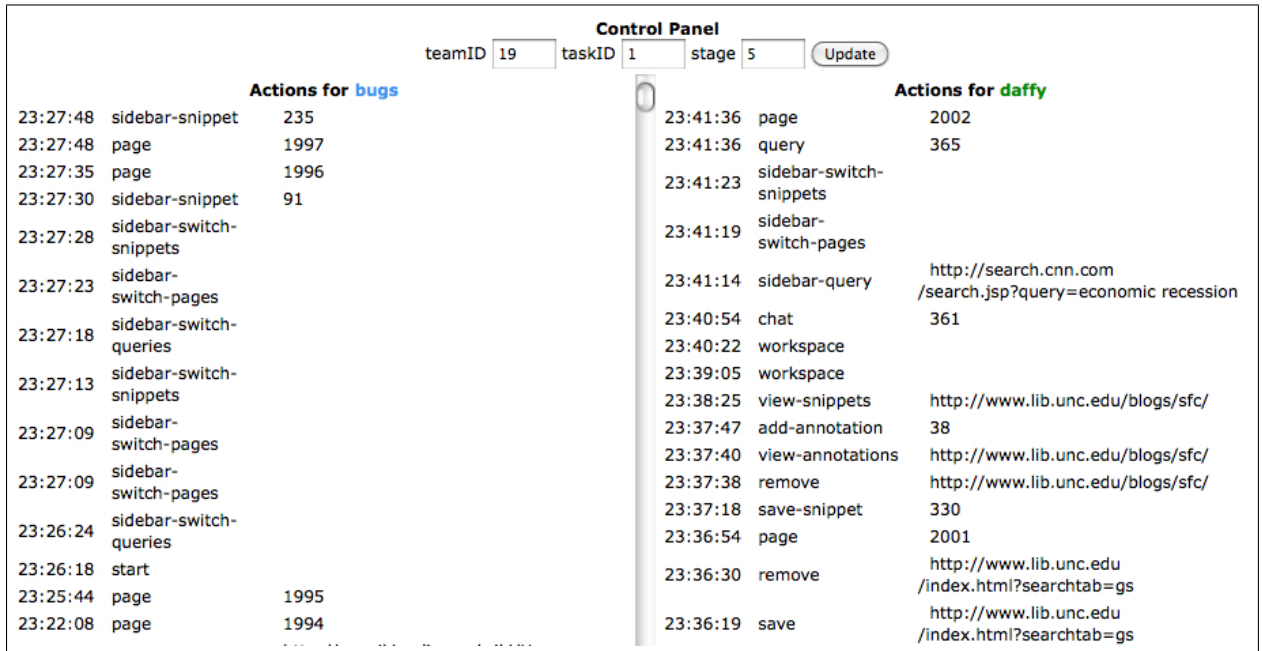 Control Panel
teamID 19 taskID 1 stage 5 Update
Actions for bugs
23:27:48 sidebar-snippet 235
23:27:48 page 1997
23:27:35 page 1996
23:27:30 sidebar-snippet 91
23:27:28 sidebar-switch-
snippets
23:27:23 sidebar-
switch-pages
23:27:18 sidebar-switch-
queries
23:27:13 sidebar-switch-
snippets
23:27:09 sidebar-
switch-pages
23:27:09 sidebar-
switch-pages
23:26:24 sidebar-switch-
queries
23:26:18 start
23:25:44 page 1995
23:22:08 page 1994
Actions for daffy
23:41:36 page 2002
23:41:36 query 365
23:41:23 sidebar-switch-
snippets
23:41:19 sidebar-
switch-pages
23:41:14 sidebar-query http://search.cnn.com
/search.jsp?query=economic recession
23:40:54 chat 361
23:40:22 workspace
23:39:05 workspace
23:38:25 view-snippets http://www.lib.unc.edu/blogs/sfc/
23:37:47 add-annotation 38
23:37:40 view-annotations http://www.lib.unc.edu/blogs/sfc/
23:37:38 remove http://www.lib.unc.edu/blogs/sfc/
23:37:18 save-snippet 330
23:36:54 page 2001
23:36:30 remove http://www.lib.unc.edu
/index.html?searchtab=gs
23:36:19 save http://www.lib.unc.edu
/index.html?searchtab=gs